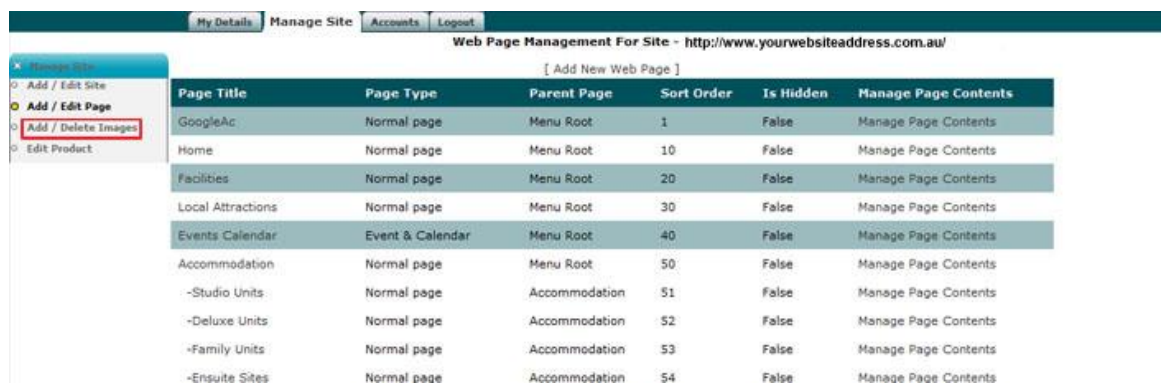 My Details Manage Site Accounts Logout
Web Page Management For Site - http://www.yourwebsiteaddress.com.au/
Manage Site
Add / Edit Site
Add / Edit Page
Add / Delete Images
Edit Product
[ Add New Web Page ]
Page Title Page Type Parent Page Sort Order Is Hidden Manage Page Contents
GoogleAc Normal page Menu Root 1 False Manage Page Contents
Home Normal page Menu Root 10 False Manage Page Contents
Facilities Normal page Menu Root 20 False Manage Page Contents
Local Attractions Normal page Menu Root 30 False Manage Page Contents
Events Calendar Event & Calendar Menu Root 40 False Manage Page Contents
Accommodation Normal page Menu Root 50 False Manage Page Contents
-Studio Units Normal page Accommodation 51 False Manage Page Contents
-Deluxe Units Normal page Accommodation 52 False Manage Page Contents
-Family Units Normal page Accommodation 53 False Manage Page Contents
-Ensuite Sites Normal page Accommodation 54 False Manage Page Contents